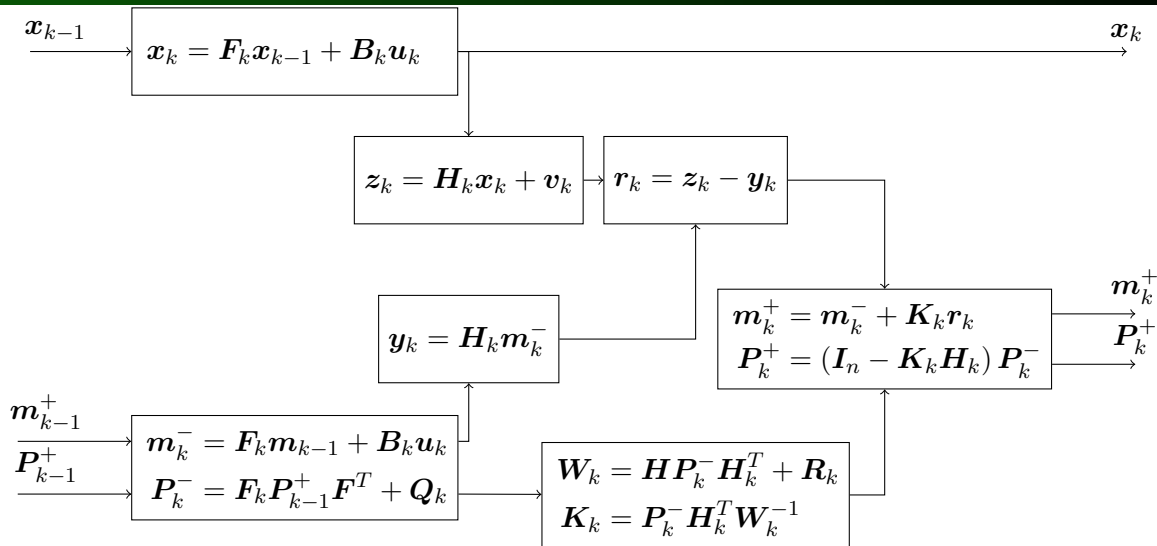 𝒙_{k−1}
𝒙_k = 𝑭_k 𝒙_{k−1} + 𝑩_k 𝒖_k
𝒙_k
𝒛_k = 𝑯_k 𝒙_k + 𝒗_k
𝒓_k = 𝒛_k − 𝒚_k
𝒚_k = 𝑯_k 𝒎_k^−
𝒎_k^+ = 𝒎_k^− + 𝑲_k 𝒓_k
𝑷_k^+ = (𝑰_n − 𝑲_k 𝑯_k) 𝑷_k^−
𝒎_k^+
𝑷_k^+
𝒎_{k−1}^+
𝑷_{k−1}^+
𝒎_k^− = 𝑭_k 𝒎_{k−1} + 𝑩_k 𝒖_k
𝑷_k^− = 𝑭_k 𝑷_{k−1}^+ 𝑭^T + 𝑸_k
𝑾_k = 𝑯𝑷_k^− 𝑯_k^T + 𝑹_k
𝑲_k = 𝑷_k^− 𝑯_k^T 𝑾_k^{−1}